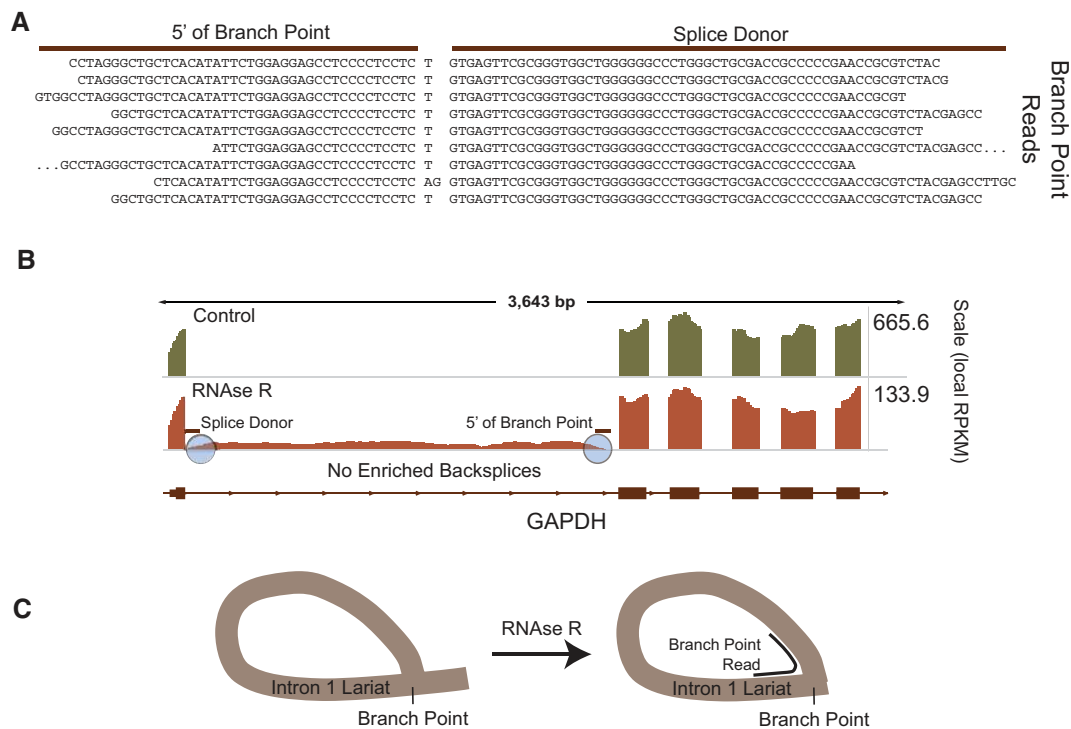 A
5' of Branch Point
Splice Donor
CCTAGGGCTGCTCACATATTCTGGAGGAGCCTCCCCTCCTC T GTGAGTTCGCGGGTGGCTGGGGGGCCCTGGGCTGCGACCGCCCCCGAACCGCGTCTAC
CTAGGGCTGCTCACATATTCTGGAGGAGCCTCCCCTCCTC T GTGAGTTCGCGGGTGGCTGGGGGGCCCTGGGCTGCGACCGCCCCCGAACCGCGTCTACG
GTGGCCTAGGGCTGCTCACATATTCTGGAGGAGCCTCCCCTCCTC T GTGAGTTCGCGGGTGGCTGGGGGGCCCTGGGCTGCGACCGCCCCCGAACCGCGT
GGCTGCTCACATATTCTGGAGGAGCCTCCCCTCCTC T GTGAGTTCGCGGGTGGCTGGGGGGCCCTGGGCTGCGACCGCCCCCGAACCGCGTCTACGAGCC
GGCCTAGGGCTGCTCACATATTCTGGAGGAGCCTCCCCTCCTC T GTGAGTTCGCGGGTGGCTGGGGGGCCCTGGGCTGCGACCGCCCCCGAACCGCGTCT
ATTCTGGAGGAGCCTCCCCTCCTC T GTGAGTTCGCGGGTGGCTGGGGGGCCCTGGGCTGCGACCGCCCCCGAACCGCGTCTACGAGCC...
...GCCTAGGGCTGCTCACATATTCTGGAGGAGCCTCCCCTCCTC T GTGAGTTCGCGGGTGGCTGGGGGGCCCTGGGCTGCGACCGCCCCCGAA
CTCACATATTCTGGAGGAGCCTCCCCTCCTC AG GTGAGTTCGCGGGTGGCTGGGGGGCCCTGGGCTGCGACCGCCCCCGAACCGCGTCTACGAGCCTTGC
GGCTGCTCACATATTCTGGAGGAGCCTCCCCTCCTC T GTGAGTTCGCGGGTGGCTGGGGGGCCCTGGGCTGCGACCGCCCCCGAACCGCGTCTACGAGCC
Branch Point
Reads
B
3,643 bp
Control
665.6
RNAse R
133.9
Splice Donor
5' of Branch Point
No Enriched Backsplices
Scale (local RPKM)
GAPDH
C
Intron 1 Lariat
Branch Point
RNAse R
Branch Point
Read
Intron 1 Lariat
Branch Point